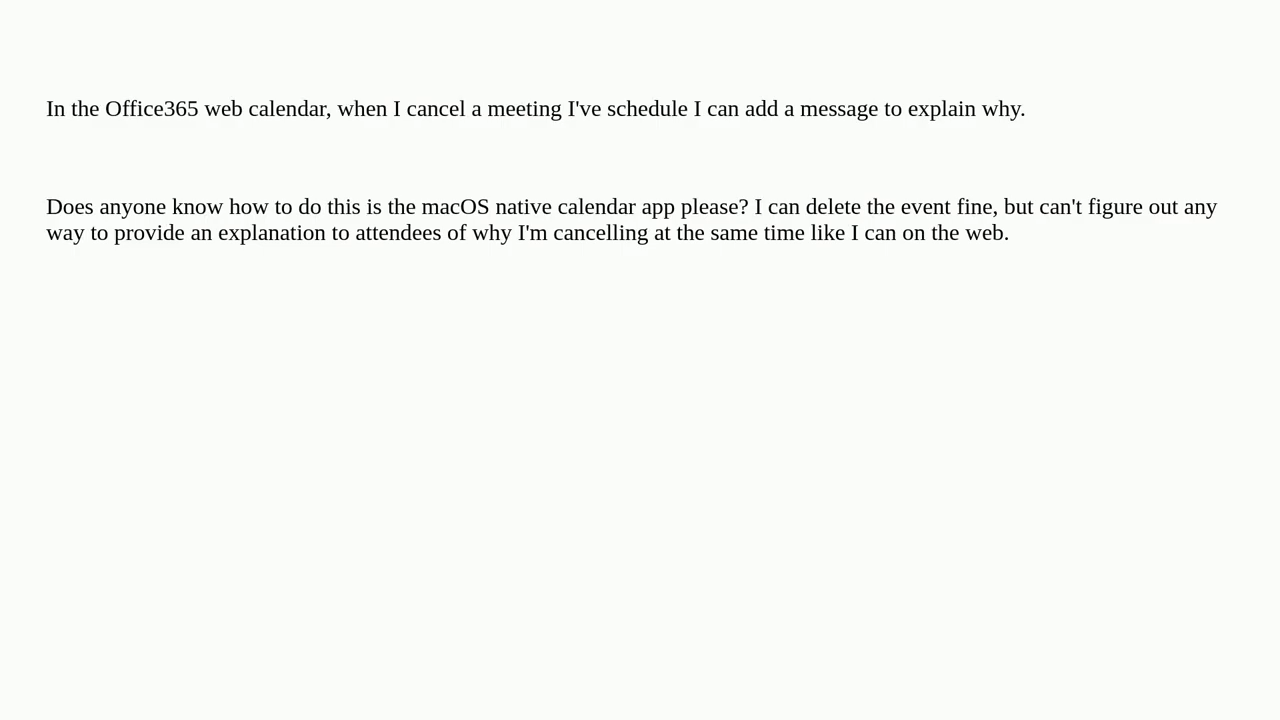 In the Office365 web calendar, when I cancel a meeting I've schedule I can add a message to explain why.
Does anyone know how to do this is the macOS native calendar app please? I can delete the event fine, but can't figure out any
way to provide an explanation to attendees of why I'm cancelling at the same time like I can on the web.